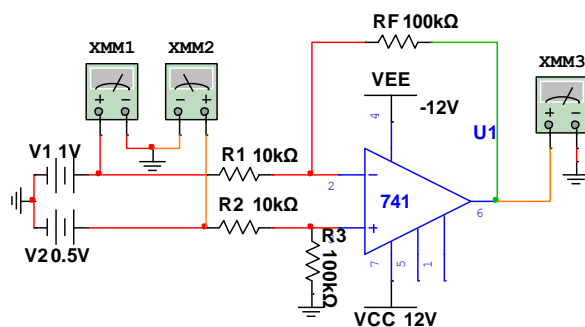 RF 100kΩ
XMM1
XMM2
XMM3
+ −
− +
+ −
VEE
-12V
4
U1
V1 1V
R1 10kΩ
2
−
741
6
V2 0.5V
R2 10kΩ
+
R3
100kΩ
7
5
1
VCC 12V